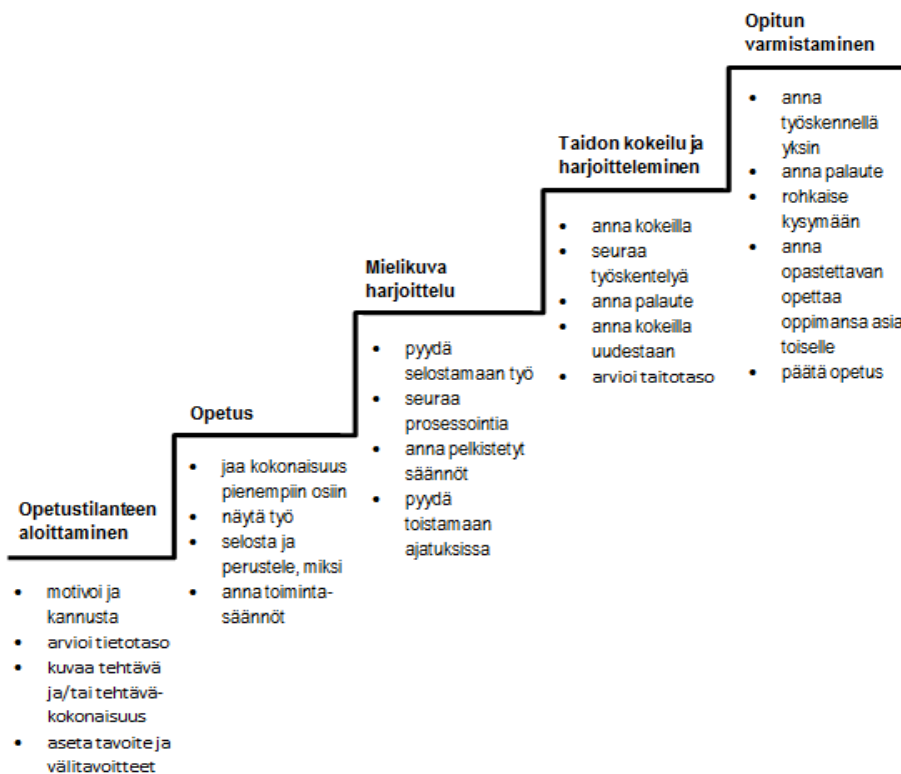 Opetustilanteen
aloittaminen
• motivoi ja
kannusta
• arvioi tietotaso
• kuvaa tehtävä
ja/tai tehtävä-
kokonaisuus
• aseta tavoite ja
välitavoitteet
Opetus
• jaa kokonaisuus
pienempiin osiin
• näytä työ
• selosta ja
perustele, miksi
• anna toiminta-
säännöt
Mielikuva
harjoittelu
• pyydä
selostamaan työ
• seuraa
prosessointia
• anna pelkistetyt
säännöt
• pyydä
toistamaan
ajatuksissa
Taidon kokeilu ja
harjoitteleminen
• anna kokeilla
• seuraa
työskentelyä
• anna palaute
• anna kokeilla
uudestaan
• arvioi taitotaso
Opitun
varmistaminen
• anna
työskennellä
yksin
• anna palaute
• rohkaise
kysymään
• anna
opastettavan
opettaa
oppimansa asia
toiselle
• päätä opetus